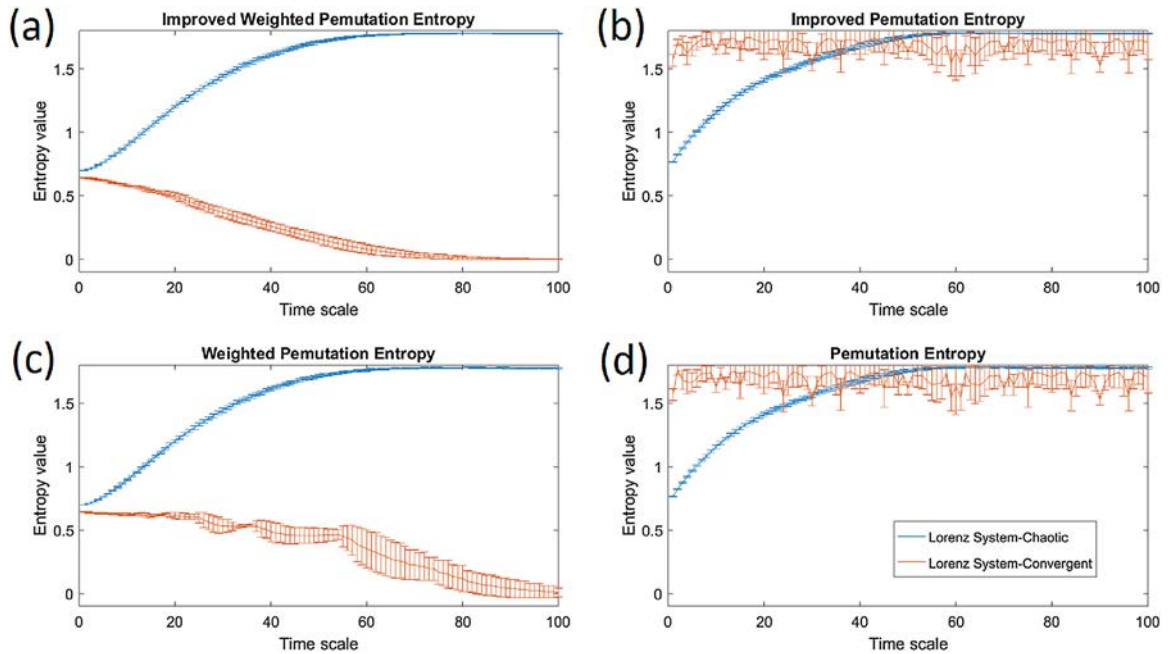 (a)
Improved Weighted Pemutation Entropy
Entropy value
1.5
1
0.5
0
0 20 40 60 80 100
Time scale
(b)
Improved Pemutation Entropy
Entropy value
1.5
1
0.5
0
0 20 40 60 80 100
Time scale
(c)
Weighted Pemutation Entropy
Entropy value
1.5
1
0.5
0
0 20 40 60 80 100
Time scale
(d)
Pemutation Entropy
Entropy value
1.5
1
0.5
0
0 20 40 60 80 100
Time scale
Lorenz System-Chaotic
Lorenz System-Convergent